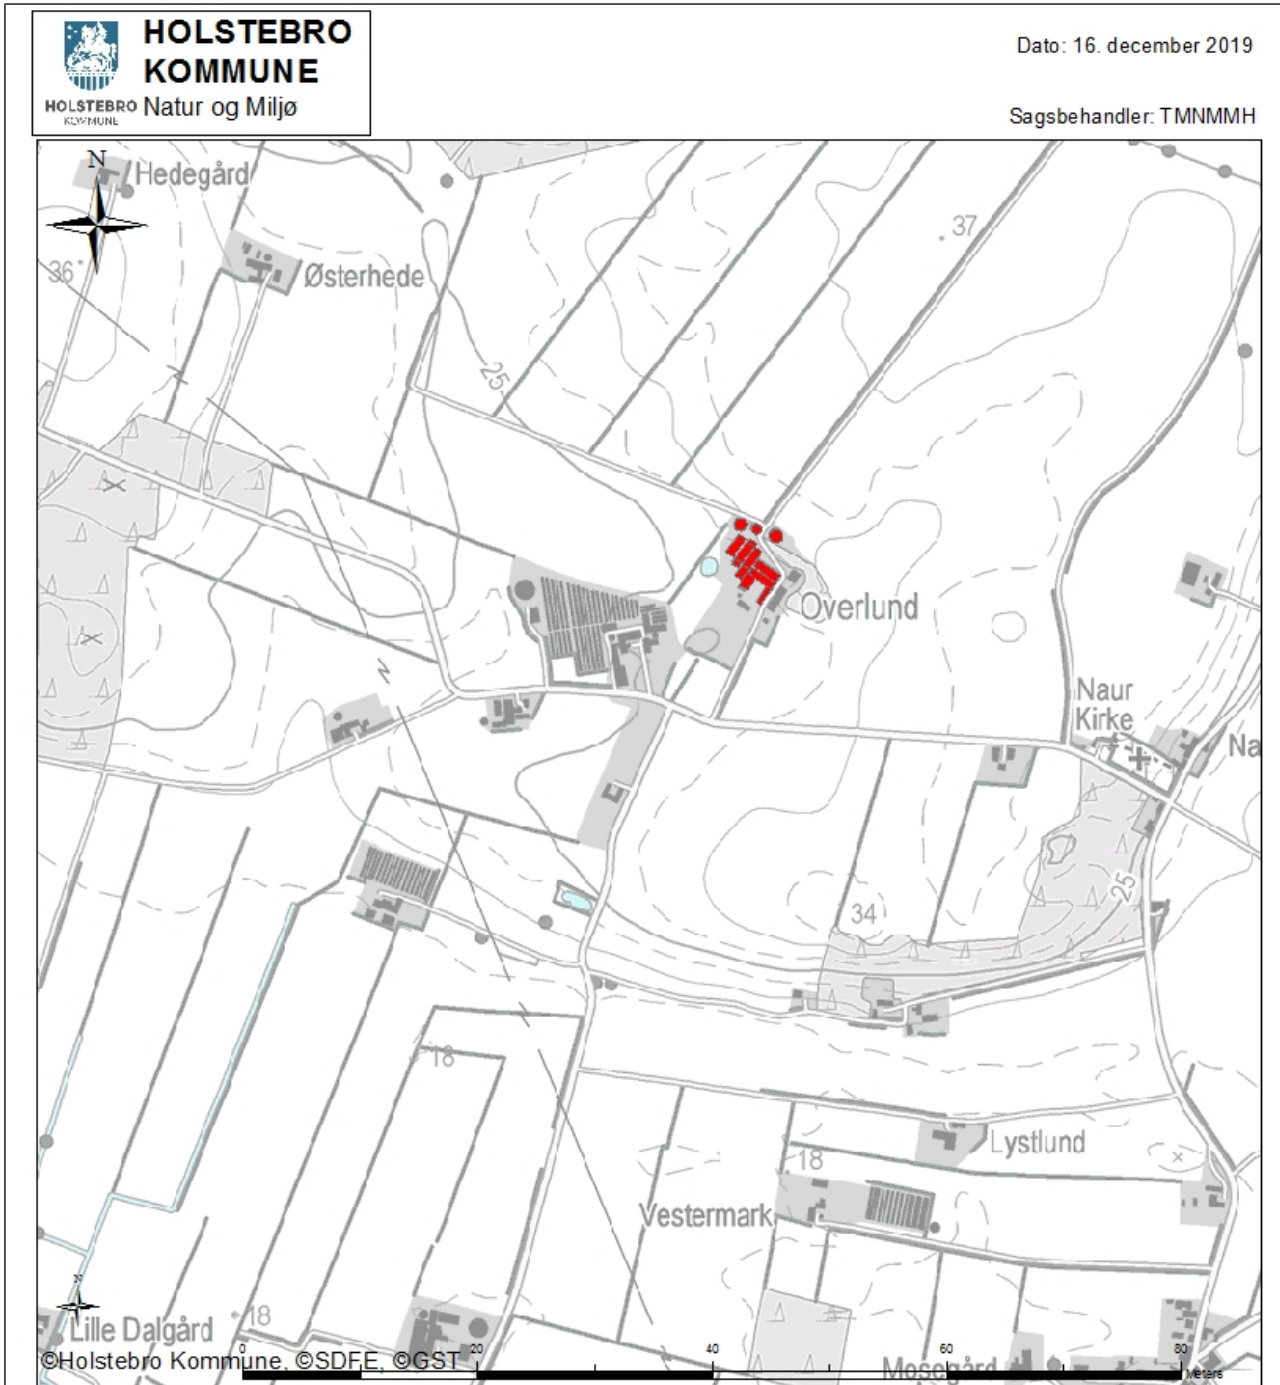 HOLSTEBRO
KOMMUNE
Natur og Miljø
HOLSTEBRO
KOMMUNE
Dato: 16. december 2019
Sagsbehandler: TMNMMH
N
Hedegård
36
Østerhede
37
25
Overlund
Naur
Kirke
Na
34
25
18
Lystlund
18
Vestermark
N
18
Lille Dalgård
Mosegård
©Holstebro Kommune, ©SDFE, ©GST
0 20 40 60 80
Meters